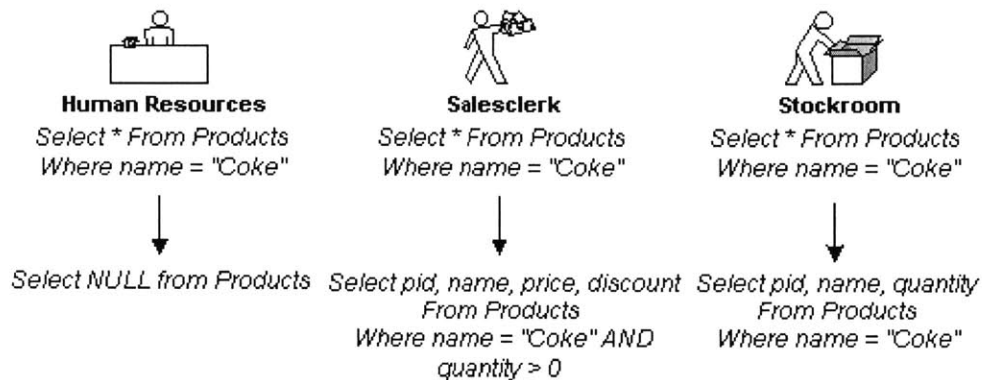 Human Resources
Select * From Products
Where name = "Coke"
Select NULL from Products
Salesclerk
Select * From Products
Where name = "Coke"
Select pid, name, price, discount
From Products
Where name = "Coke" AND
quantity > 0
Stockroom
Select * From Products
Where name = "Coke"
Select pid, name, quantity
From Products
Where name = "Coke"